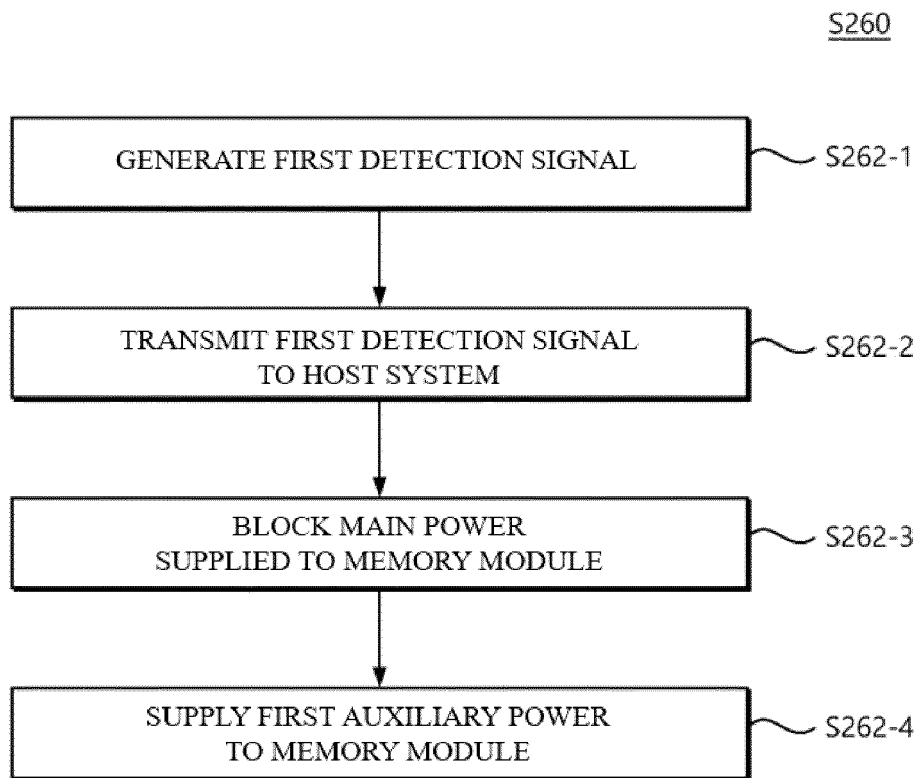 S260
GENERATE FIRST DETECTION SIGNAL
S262-1
TRANSMIT FIRST DETECTION SIGNAL
TO HOST SYSTEM
S262-2
BLOCK MAIN POWER
SUPPLIED TO MEMORY MODULE
S262-3
SUPPLY FIRST AUXILIARY POWER
TO MEMORY MODULE
S262-4